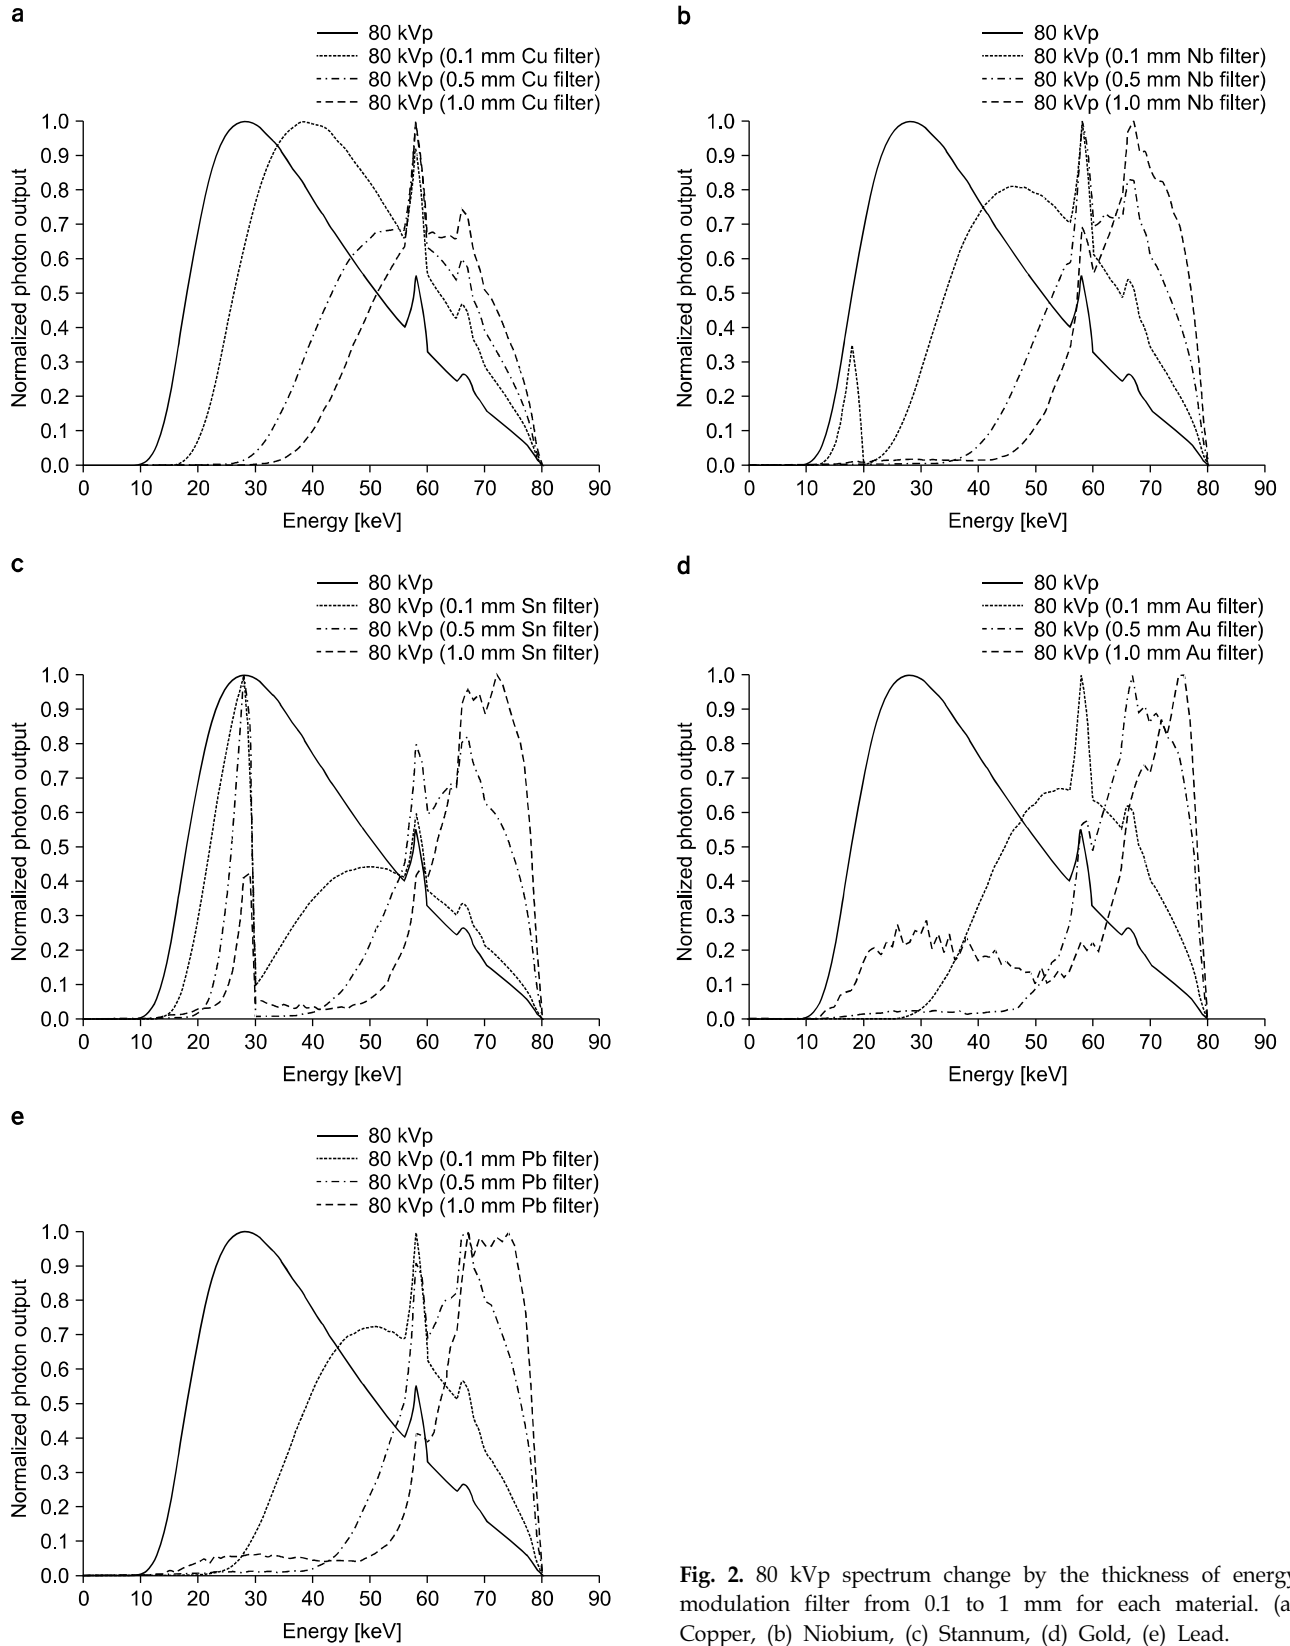 a
80 kVp
80 kVp (0.1 mm Cu filter)
80 kVp (0.5 mm Cu filter)
80 kVp (1.0 mm Cu filter)
Normalized photon output
1.0
0.9
0.8
0.7
0.6
0.5
0.4
0.3
0.2
0.1
0.0
0 10 20 30 40 50 60 70 80 90
Energy [keV]
b
80 kVp
80 kVp (0.1 mm Nb filter)
80 kVp (0.5 mm Nb filter)
80 kVp (1.0 mm Nb filter)
Normalized photon output
1.0
0.9
0.8
0.7
0.6
0.5
0.4
0.3
0.2
0.1
0.0
0 10 20 30 40 50 60 70 80 90
Energy [keV]
c
80 kVp
80 kVp (0.1 mm Sn filter)
80 kVp (0.5 mm Sn filter)
80 kVp (1.0 mm Sn filter)
Normalized photon output
1.0
0.9
0.8
0.7
0.6
0.5
0.4
0.3
0.2
0.1
0.0
0 10 20 30 40 50 60 70 80 90
Energy [keV]
d
80 kVp
80 kVp (0.1 mm Au filter)
80 kVp (0.5 mm Au filter)
80 kVp (1.0 mm Au filter)
Normalized photon output
1.0
0.9
0.8
0.7
0.6
0.5
0.4
0.3
0.2
0.1
0.0
0 10 20 30 40 50 60 70 80 90
Energy [keV]
e
80 kVp
80 kVp (0.1 mm Pb filter)
80 kVp (0.5 mm Pb filter)
80 kVp (1.0 mm Pb filter)
Normalized photon output
1.0
0.9
0.8
0.7
0.6
0.5
0.4
0.3
0.2
0.1
0.0
0 10 20 30 40 50 60 70 80 90
Energy [keV]
Fig. 2. 80 kVp spectrum change by the thickness of energy
modulation filter from 0.1 to 1 mm for each material. (a)
Copper, (b) Niobium, (c) Stannum, (d) Gold, (e) Lead.